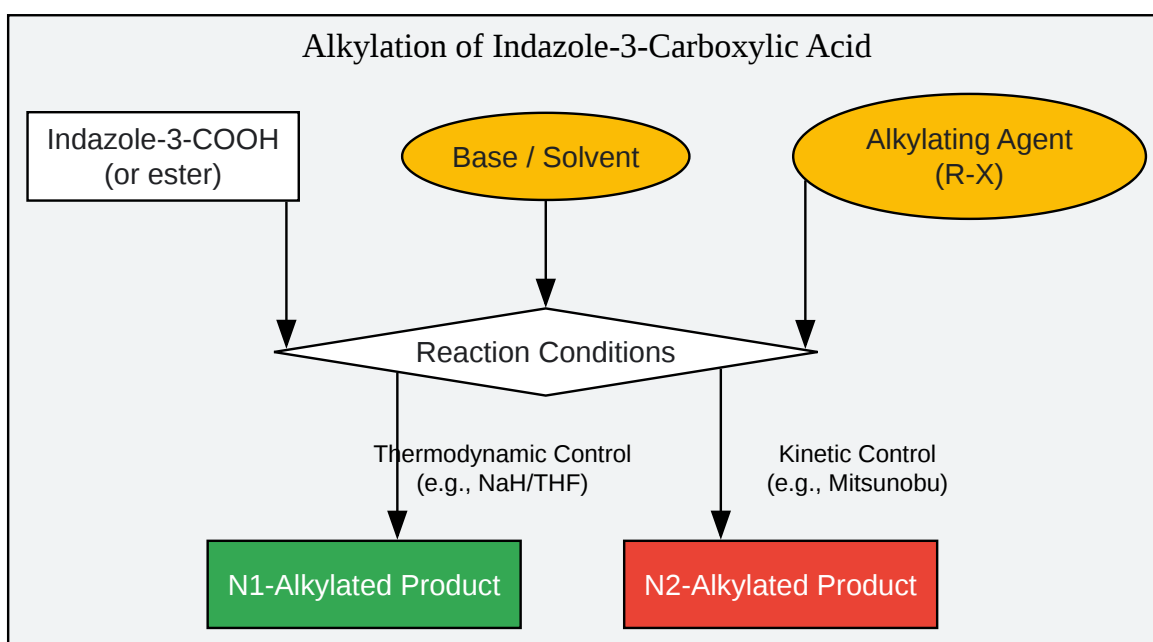 Alkylation of Indazole-3-Carboxylic Acid
Indazole-3-COOH
(or ester)
Base / Solvent
Alkylating Agent
(R-X)
Reaction Conditions
Thermodynamic Control
(e.g., NaH/THF)
Kinetic Control
(e.g., Mitsunobu)
N1-Alkylated Product
N2-Alkylated Product